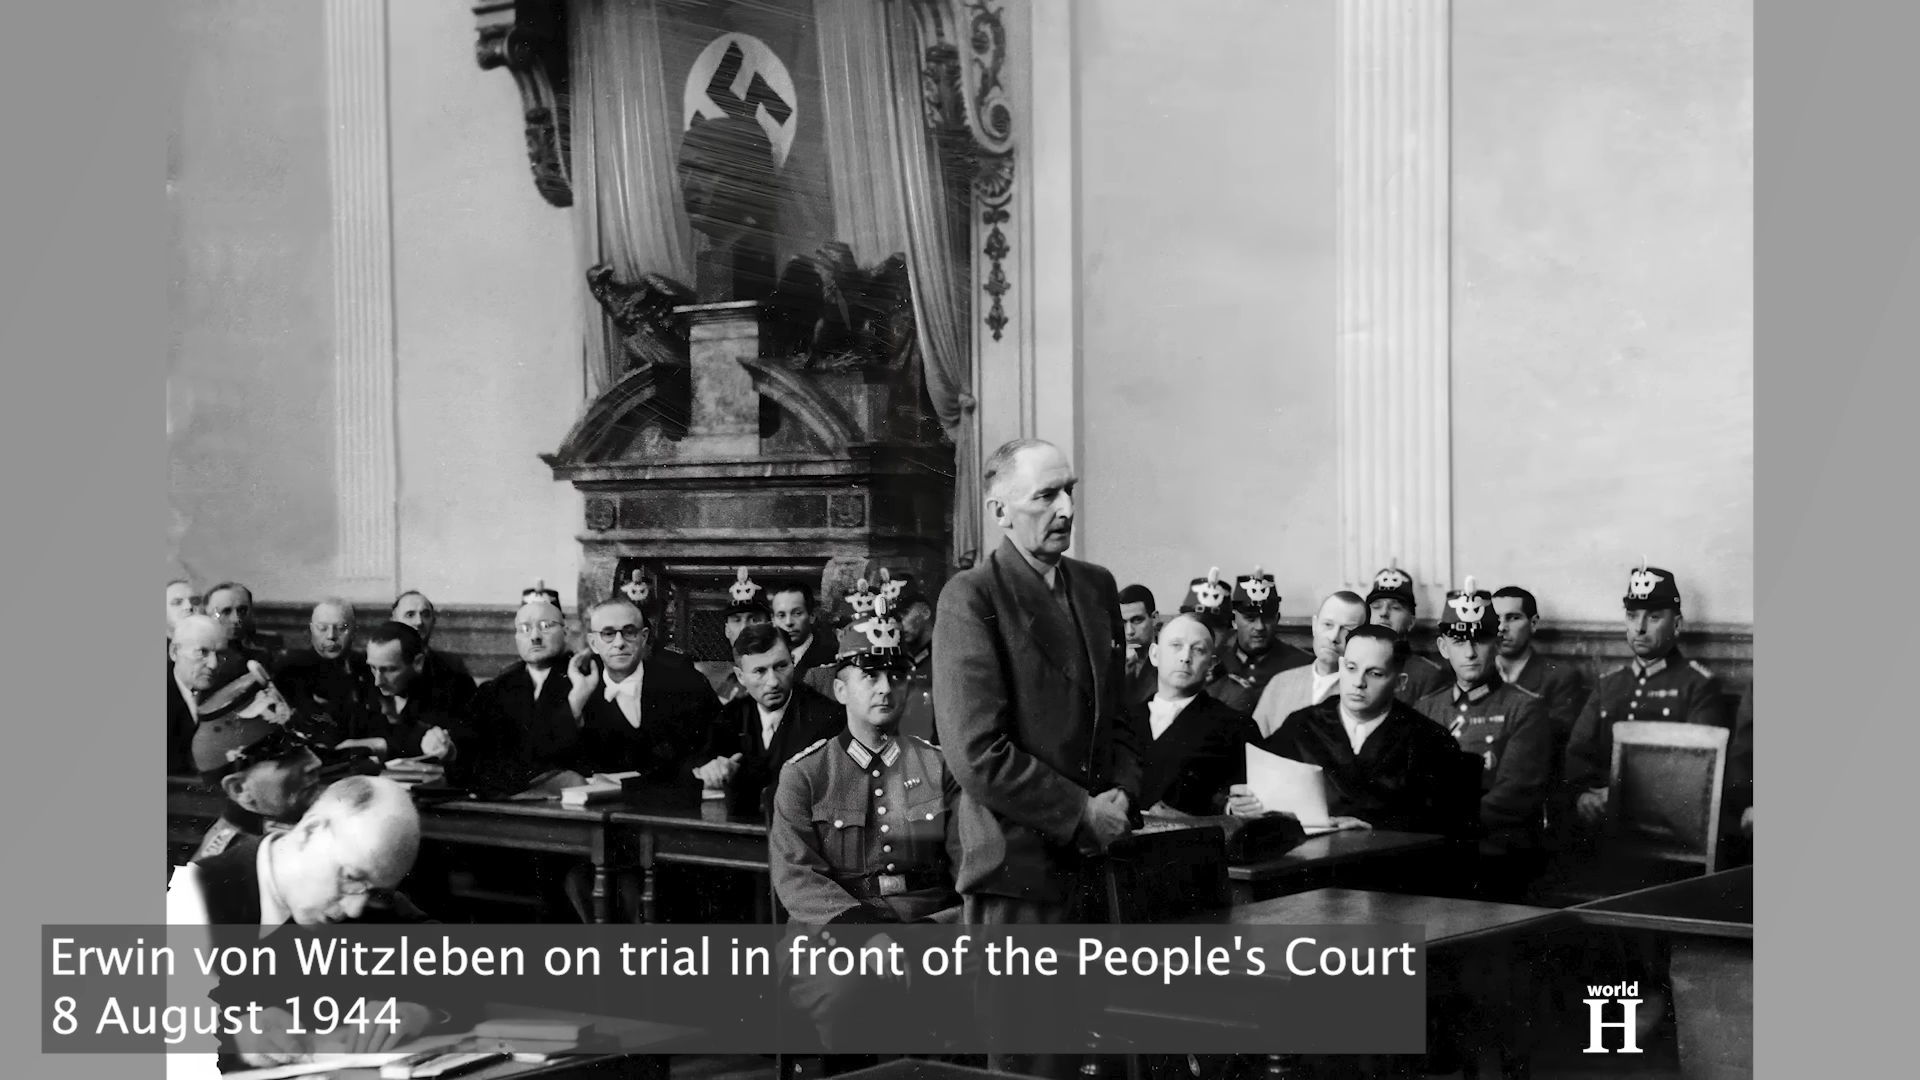 Erwin von Witzleben on trial in front of the People's Court
8 August 1944
world
H